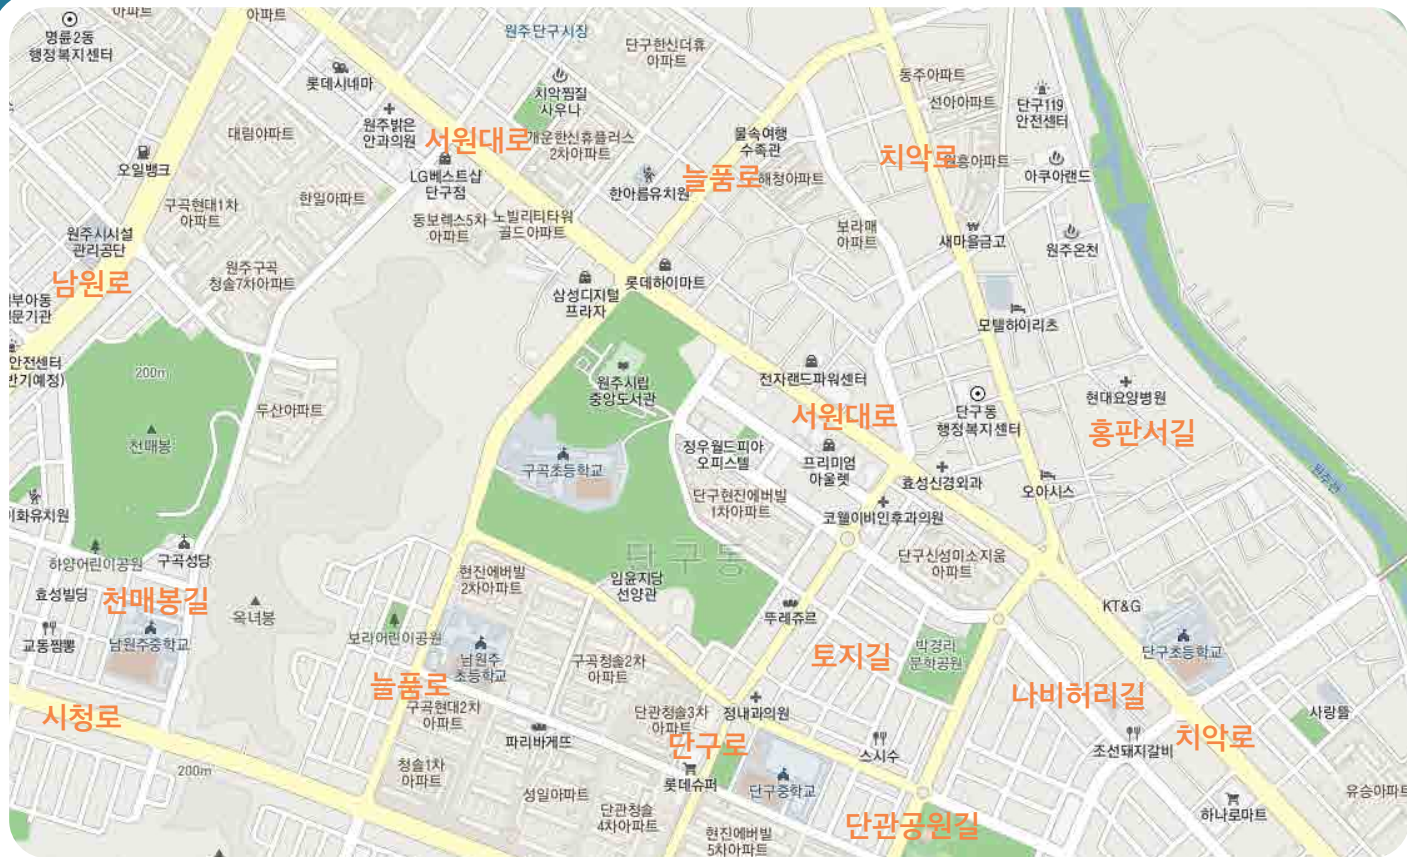 아파트
아파트
명륜2동
행정복지센터
원주단구시장
단구한신더휴
아파트
롯데시네마
치악찜질
사우나
동주아파트
선아아파트
단구119
안전센터
대림아파트
원주밝은
안과의원
서원대로
개운한신휴플러스
2차아파트
물속여행
수족관
치악로
원흥아파트
오일뱅크
LG베스트샵
단구점
한아름유치원
늘품로
해청아파트
아쿠아랜드
구곡현대1차
아파트
한일아파트
동보렉스5차
아파트
노빌리티타워
골드아파트
보라매
아파트
새마을금고
원주온천
원주시시설
관리공단
남원로
원주구곡
청솔7차아파트
삼성디지털
프라자
롯데하이마트
부아동
문기관
모텔하이리츠
안전센터
반기예정)
200m
원주시립
중앙도서관
전자랜드파워센터
현대요양병원
두산아파트
서원대로
단구동
행정복지센터
홍판서길
천매봉
구곡초등학교
정우월드피아
오피스텔
프리미엄
아울렛
효성신경외과
오아시스
원주천
단구현진에버빌
1차아파트
이화유치원
코웰이비인후과의원
하양어린이공원
구곡성당
단구동
단구신성미소지움
아파트
현진에버빌
2차아파트
임윤지당
선양관
효성빌딩
천매봉길
옥녀봉
뚜레쥬르
KT&G
교동짬뽕
남원주중학교
보라어린이공원
남원주
초등학교
구곡청솔2차
아파트
토지길
박경리
문학공원
단구초등학교
늘품로
나비허리길
시청로
구곡현대2차
아파트
단관청솔3차
아파트
정내과의원
사랑뜰
파리바게뜨
단구로
스시수
조선돼지갈비
치악로
200m
청솔1차
아파트
롯데슈퍼
단구중학교
성일아파트
유승아파트
단관청솔
4차아파트
단관공원길
하나로마트
현진에버빌
5차아파트